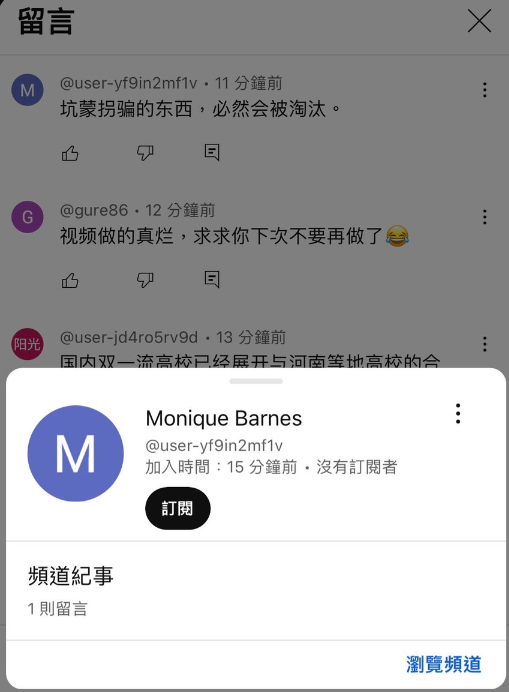 留言
M
@user-yf9in2mf1v • 11 分鐘前
坑蒙拐骗的东西，必然会被淘汰。
G
@gure86 • 12 分鐘前
视频做的真烂，求求你下次不要再做了😂
阳光
@user-jd4ro5rv9d • 13 分鐘前
国内双一流高校已经展开与河南等地高校的合
M
Monique Barnes
@user-yf9in2mf1v
加入時間：15 分鐘前 • 沒有訂閱者
訂閱
頻道紀事
1 則留言
瀏覽頻道